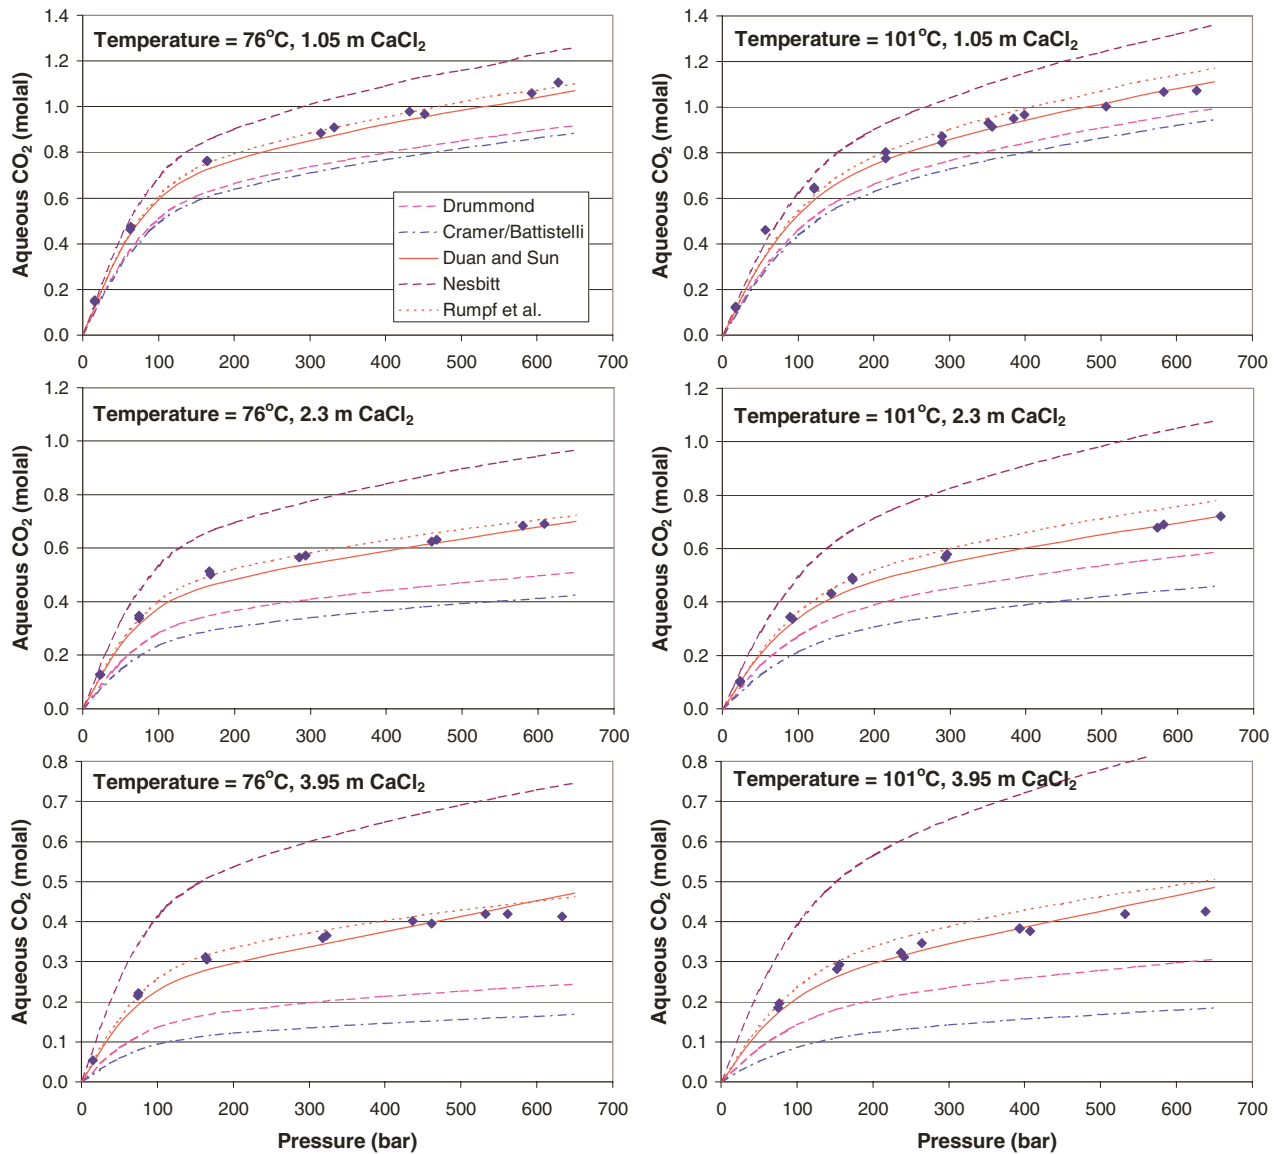 Temperature = 76°C, 1.05 m CaCl₂
Aqueous CO₂ (molal)
1.4
1.2
1.0
0.8
0.6
0.4
0.2
0.0
0 100 200 300 400 500 600 700
Drummond
Cramer/Battistelli
Duan and Sun
Nesbitt
Rumpf et al.
Temperature = 101°C, 1.05 m CaCl₂
Aqueous CO₂ (molal)
1.4
1.2
1.0
0.8
0.6
0.4
0.2
0.0
0 100 200 300 400 500 600 700
Temperature = 76°C, 2.3 m CaCl₂
Aqueous CO₂ (molal)
1.2
1.0
0.8
0.6
0.4
0.2
0.0
0 100 200 300 400 500 600 700
Temperature = 101°C, 2.3 m CaCl₂
Aqueous CO₂ (molal)
1.2
1.0
0.8
0.6
0.4
0.2
0.0
0 100 200 300 400 500 600 700
Temperature = 76°C, 3.95 m CaCl₂
Aqueous CO₂ (molal)
0.8
0.7
0.6
0.5
0.4
0.3
0.2
0.1
0.0
0 100 200 300 400 500 600 700
Pressure (bar)
Temperature = 101°C, 3.95 m CaCl₂
Aqueous CO₂ (molal)
0.8
0.7
0.6
0.5
0.4
0.3
0.2
0.1
0.0
0 100 200 300 400 500 600 700
Pressure (bar)